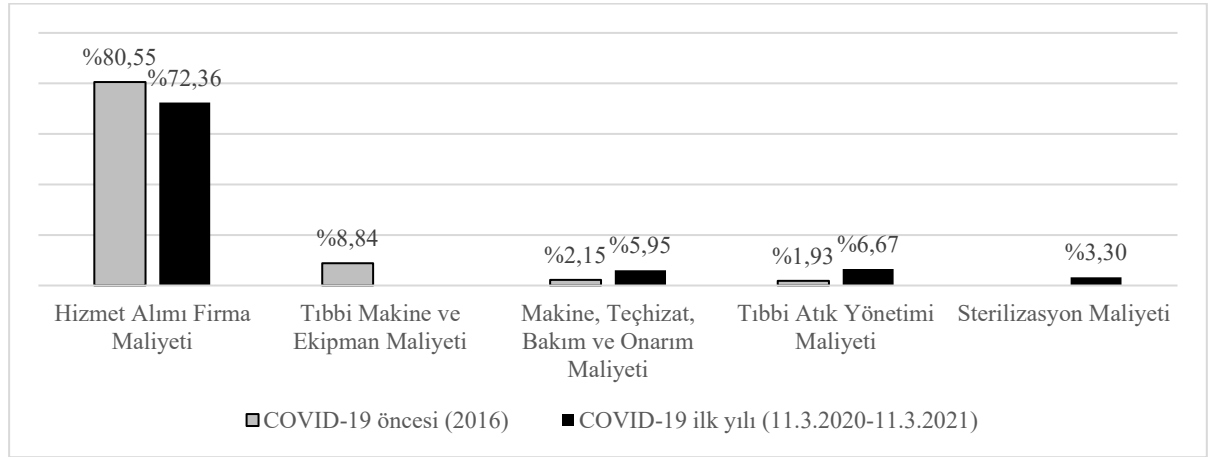 %80,55
%72,36
%8,84
%2,15
%5,95
%1,93
%6,67
%3,30
Hizmet Alımı Firma
Maliyeti
Tıbbi Makine ve
Ekipman Maliyeti
Makine, Teçhizat,
Bakım ve Onarım
Maliyeti
Tıbbi Atık Yönetimi
Maliyeti
Sterilizasyon Maliyeti
COVID-19 öncesi (2016)
COVID-19 ilk yılı (11.3.2020-11.3.2021)